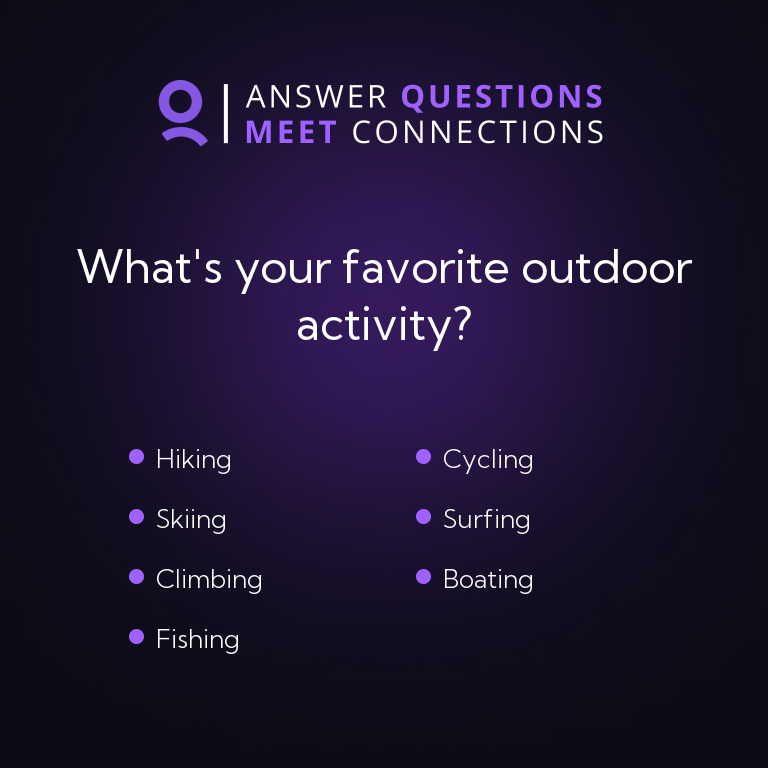 ANSWER QUESTIONS
MEET CONNECTIONS
What's your favorite outdoor
activity?
Hiking
Skiing
Climbing
Fishing
Cycling
Surfing
Boating